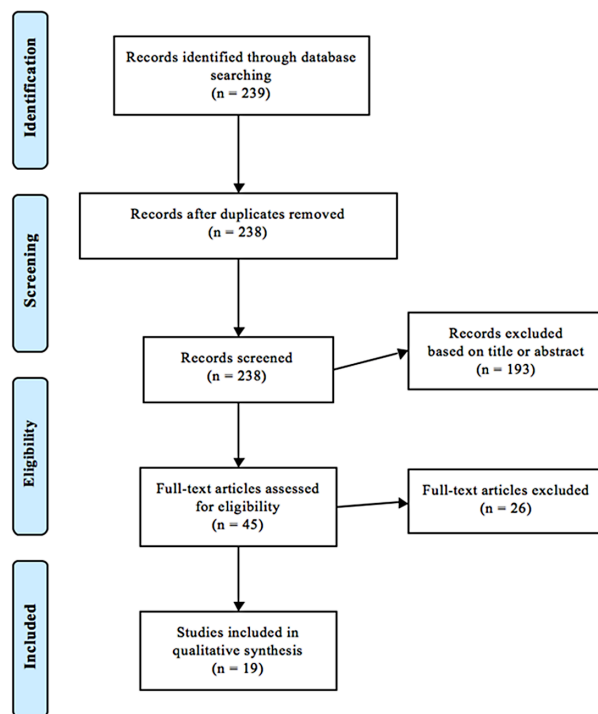 Identification
Records identified through database
searching
(n = 239)
Screening
Records after duplicates removed
(n = 238)
Records screened
(n = 238)
Records excluded
based on title or abstract
(n = 193)
Eligibility
Full-text articles assessed
for eligibility
(n = 45)
Full-text articles excluded
(n = 26)
Included
Studies included in
qualitative synthesis
(n = 19)